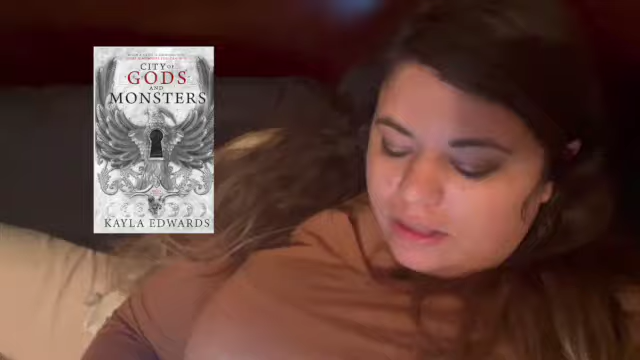 CITY OF
GODS
AND
MONSTERS
KAYLA EDWARDS